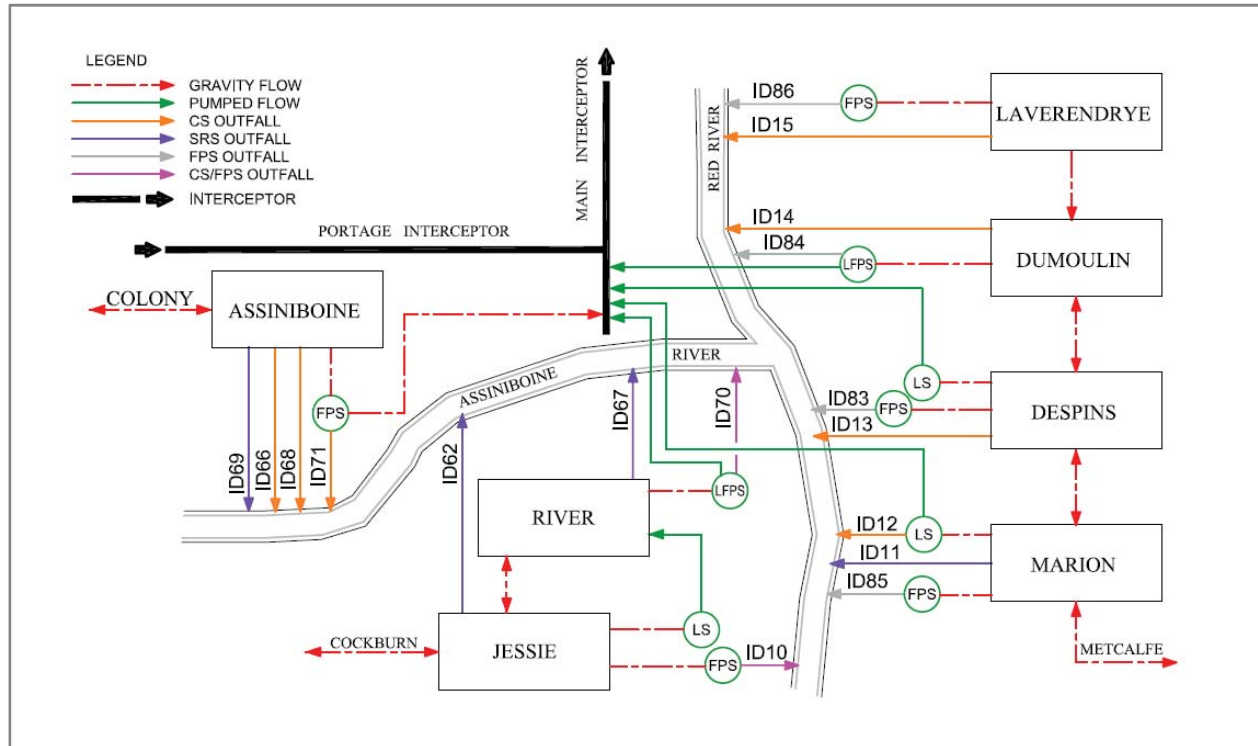 LEGEND
GRAVITY FLOW
PUMPED FLOW
CS OUTFALL
SRS OUTFALL
FPS OUTFALL
CS/FPS OUTFALL
INTERCEPTOR
MAIN INTERCEPTOR
PORTAGE INTERCEPTOR
RED RIVER
ID86
FPS
ID15
LAVERENDRYE
ID14
ID84
LFPS
DUMOULIN
COLONY
ASSINIBOINE
FPS
ID69
ID66
ID68
ID71
ASSINIBOINE
RIVER
ID62
ID67
ID70
LS
ID83
FPS
ID13
DESPINS
RIVER
LFPS
ID12
LS
ID11
ID85
FPS
MARION
COCKBURN
JESSIE
LS
FPS
ID10
METCALFE